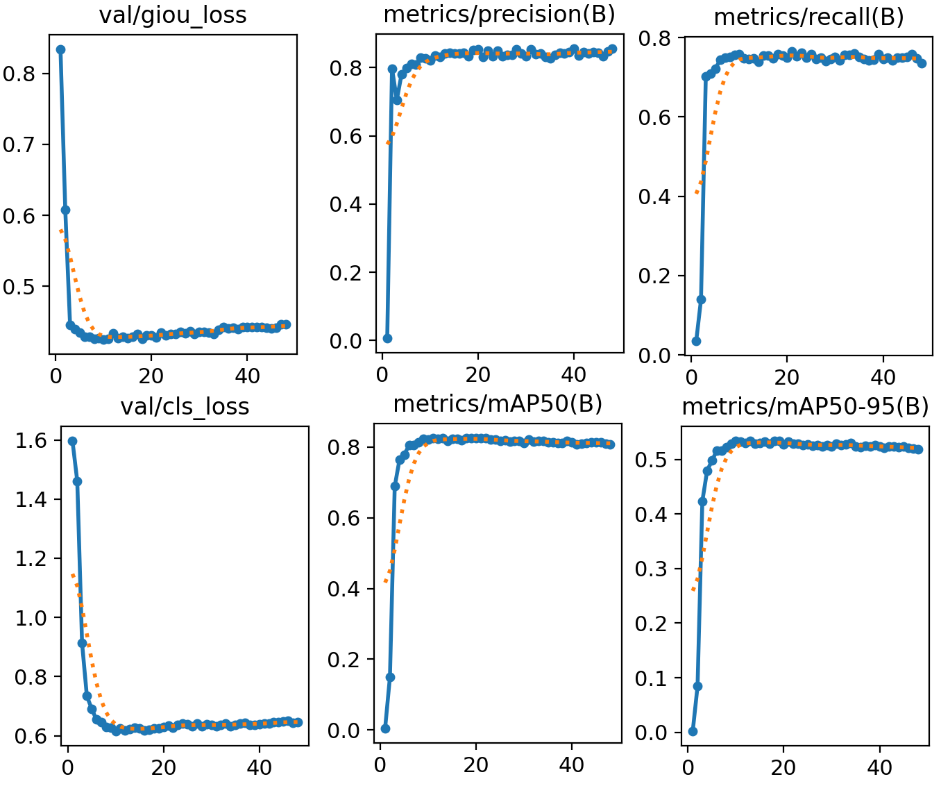 val/giou_loss
metrics/precision(B)
metrics/recall(B)
0.8
0.7
0.6
0.5
0 20 40
0.8
0.6
0.4
0.2
0.0
0 20 40
0.8
0.6
0.4
0.2
0.0
0 20 40
val/cls_loss
metrics/mAP50(B)
metrics/mAP50-95(B)
1.6
1.4
1.2
1.0
0.8
0.6
0 20 40
0.8
0.6
0.4
0.2
0.0
0 20 40
0.5
0.4
0.3
0.2
0.1
0.0
0 20 40